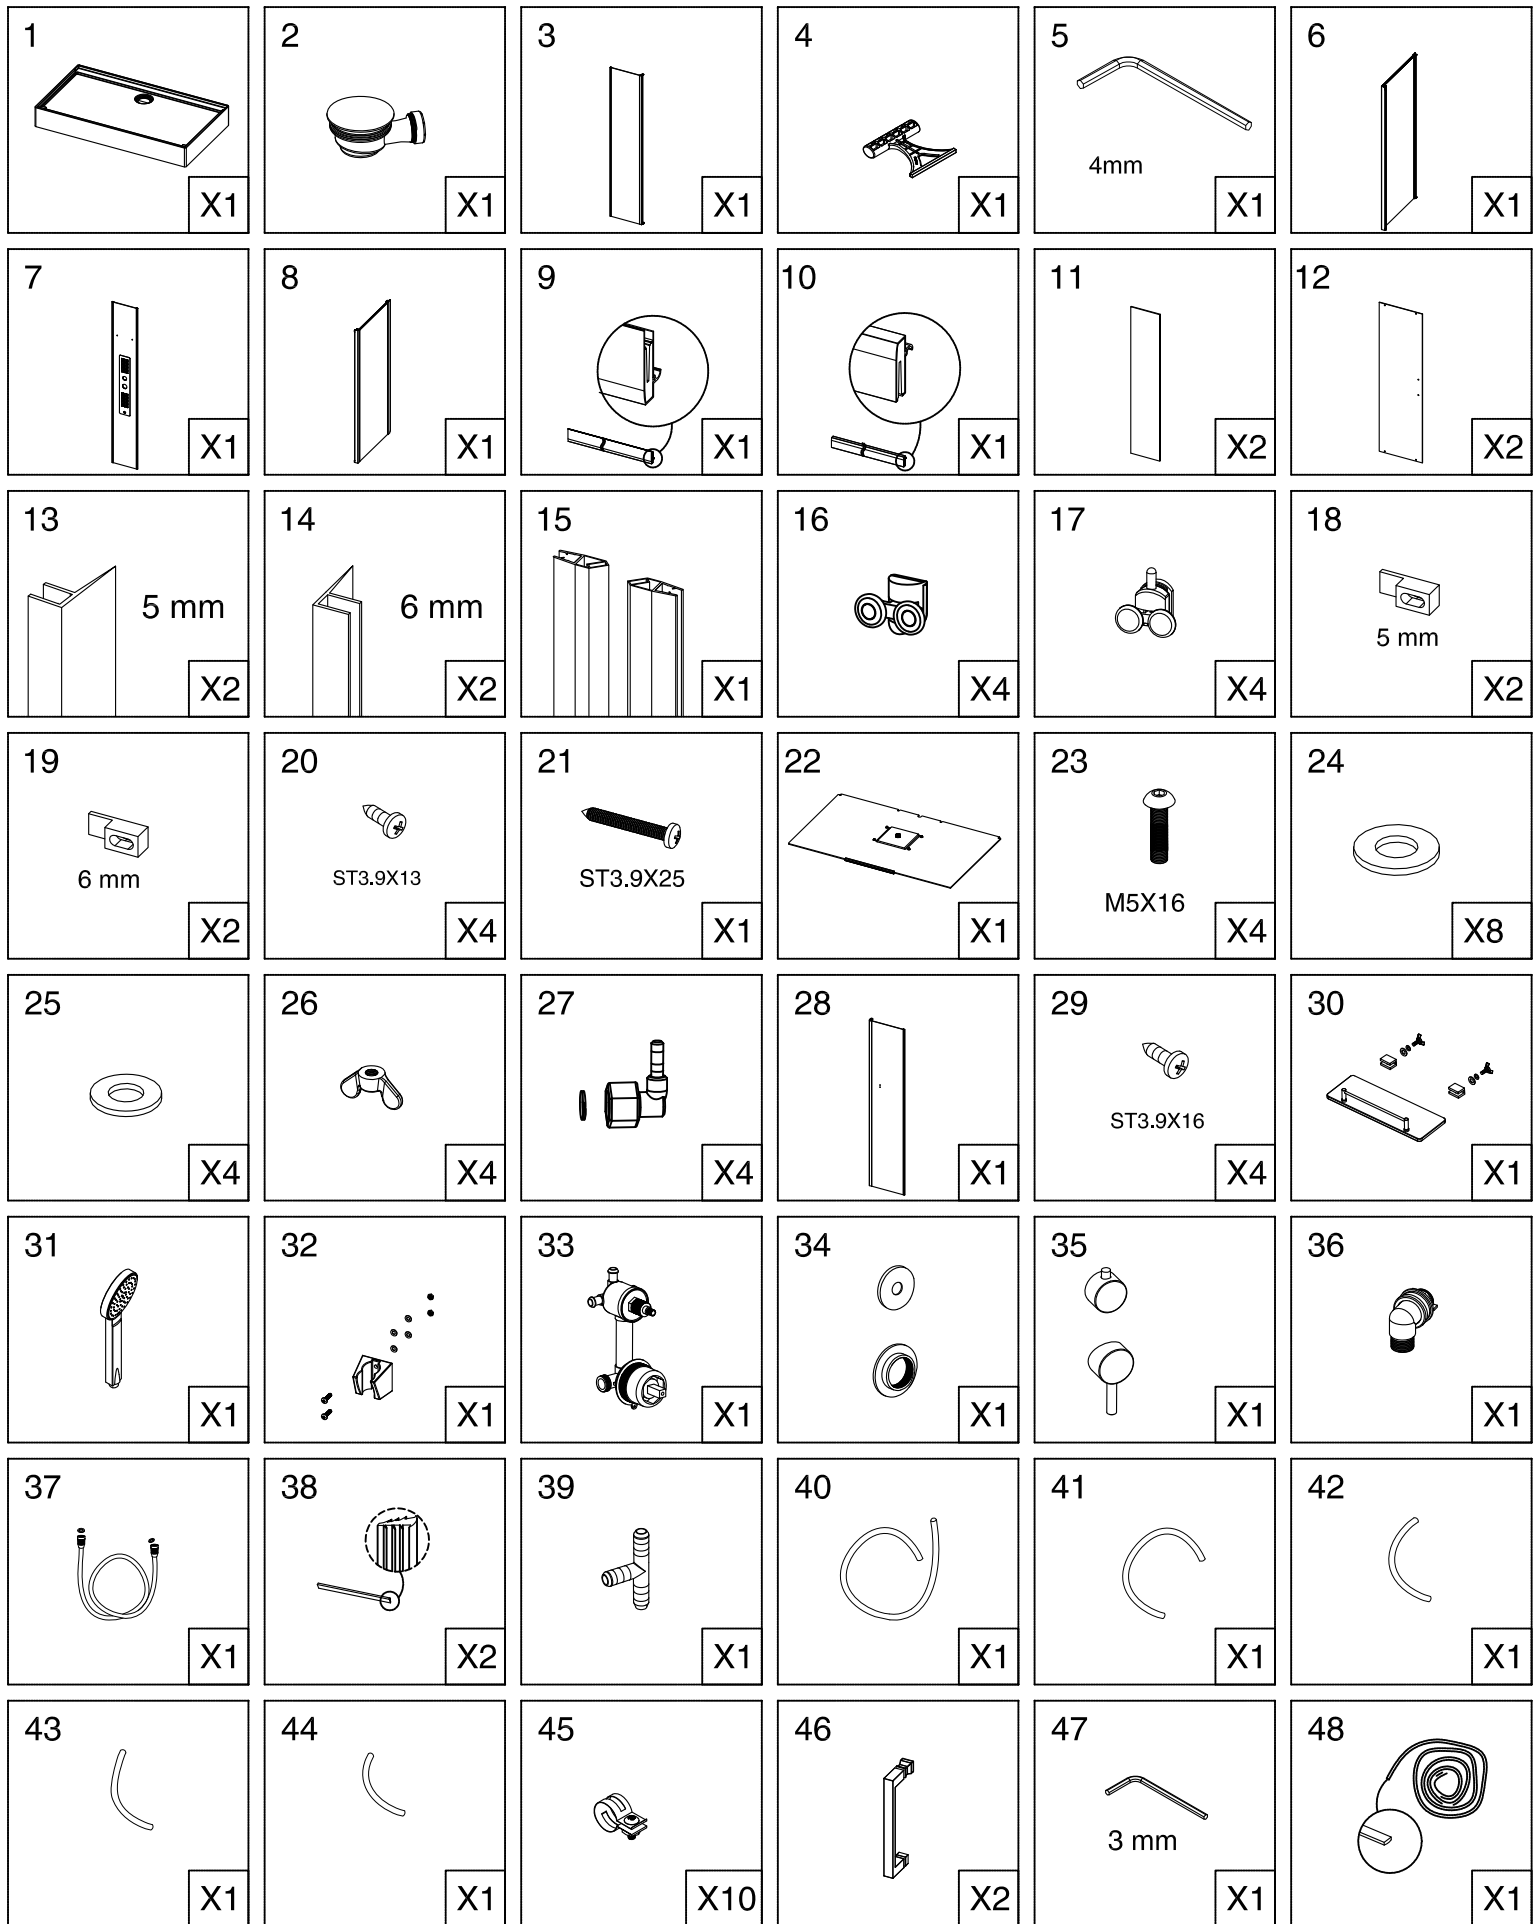 1 2 3 4 5 6
4mm
X1 X1 X1 X1 X1 X1
7 8 9 10 11 12
X1 X1 X1 X1 X2 X2
13 14 15 16 17 18
5 mm 6 mm
5 mm
X2 X2 X1 X4 X4 X2
19 20 21 22 23 24
6 mm ST3.9X13 ST3.9X25 M5X16
X2 X4 X1 X1 X4 X8
25 26 27 28 29 30
ST3.9X16
X4 X4 X4 X1 X4 X1
31 32 33 34 35 36
X1 X1 X1 X1 X1 X1
37 38 39 40 41 42
X1 X2 X1 X1 X1 X1
43 44 45 46 47 48
3 mm
X1 X1 X10 X2 X1 X1